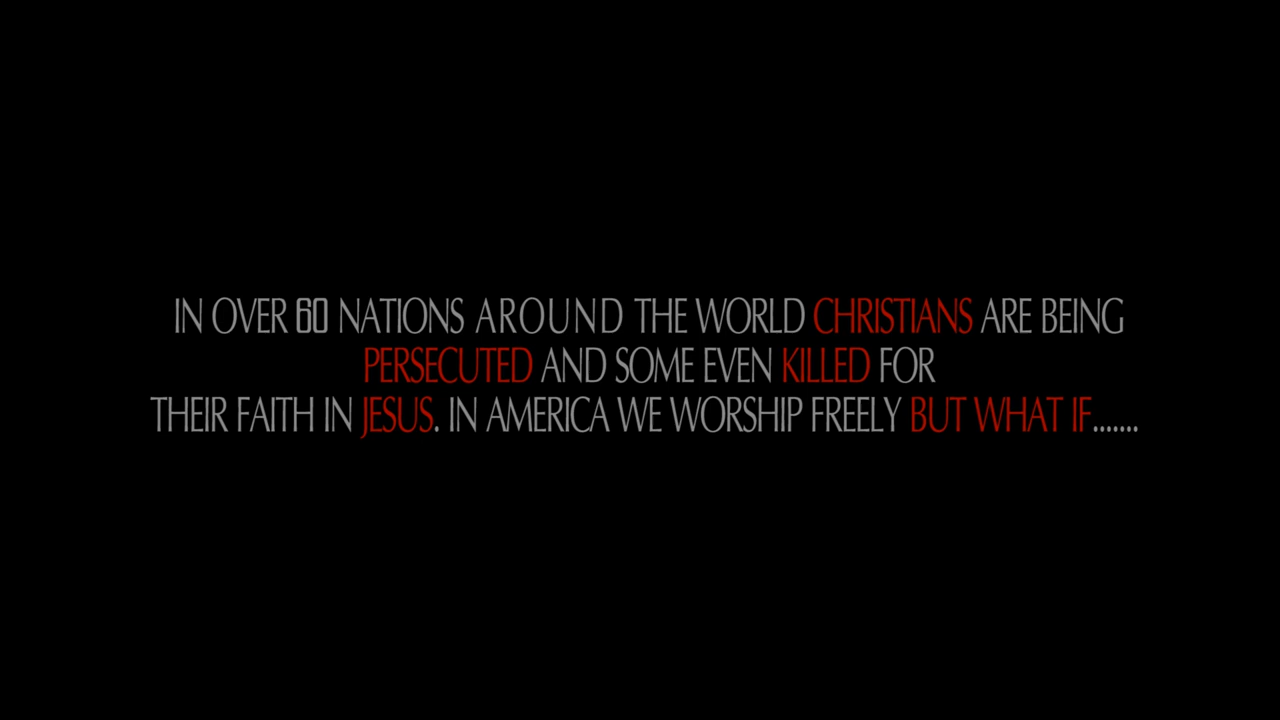 IN OVER 60 NATIONS AROUND THE WORLD CHRISTIANS ARE BEING
PERSECUTED AND SOME EVEN KILLED FOR
THEIR FAITH IN JESUS. IN AMERICA WE WORSHIP FREELY BUT WHAT IF.......